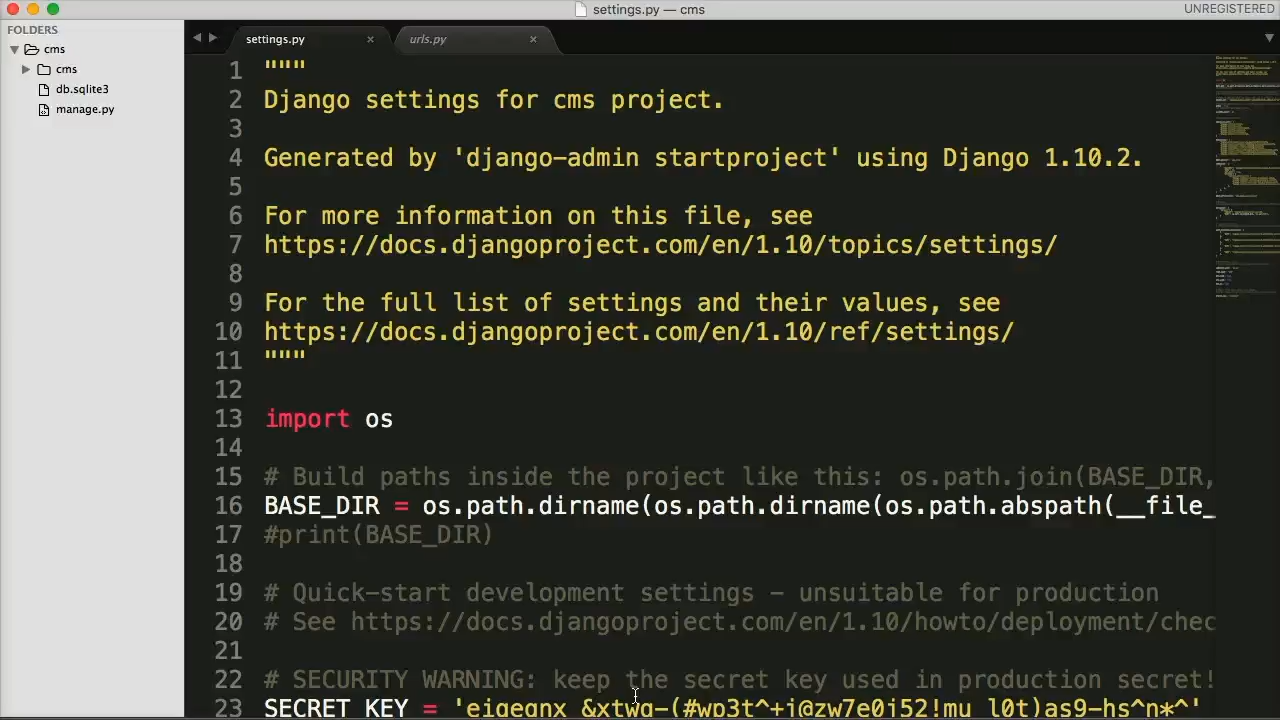 settings.py — cms
UNREGISTERED
FOLDERS
cms
cms
db.sqlite3
manage.py
settings.py
urls.py
1 """
2 Django settings for cms project.
3
4 Generated by 'django-admin startproject' using Django 1.10.2.
5
6 For more information on this file, see
7 https://docs.djangoproject.com/en/1.10/topics/settings/
8
9 For the full list of settings and their values, see
10 https://docs.djangoproject.com/en/1.10/ref/settings/
11 """
12
13 import os
14
15 # Build paths inside the project like this: os.path.join(BASE_DIR,
16 BASE_DIR = os.path.dirname(os.path.dirname(os.path.abspath(__file_
17 #print(BASE_DIR)
18
19 # Quick-start development settings - unsuitable for production
20 # See https://docs.djangoproject.com/en/1.10/howto/deployment/chec
21
22 # SECURITY WARNING: keep the secret key used in production secret!
23 SECRET_KEY =